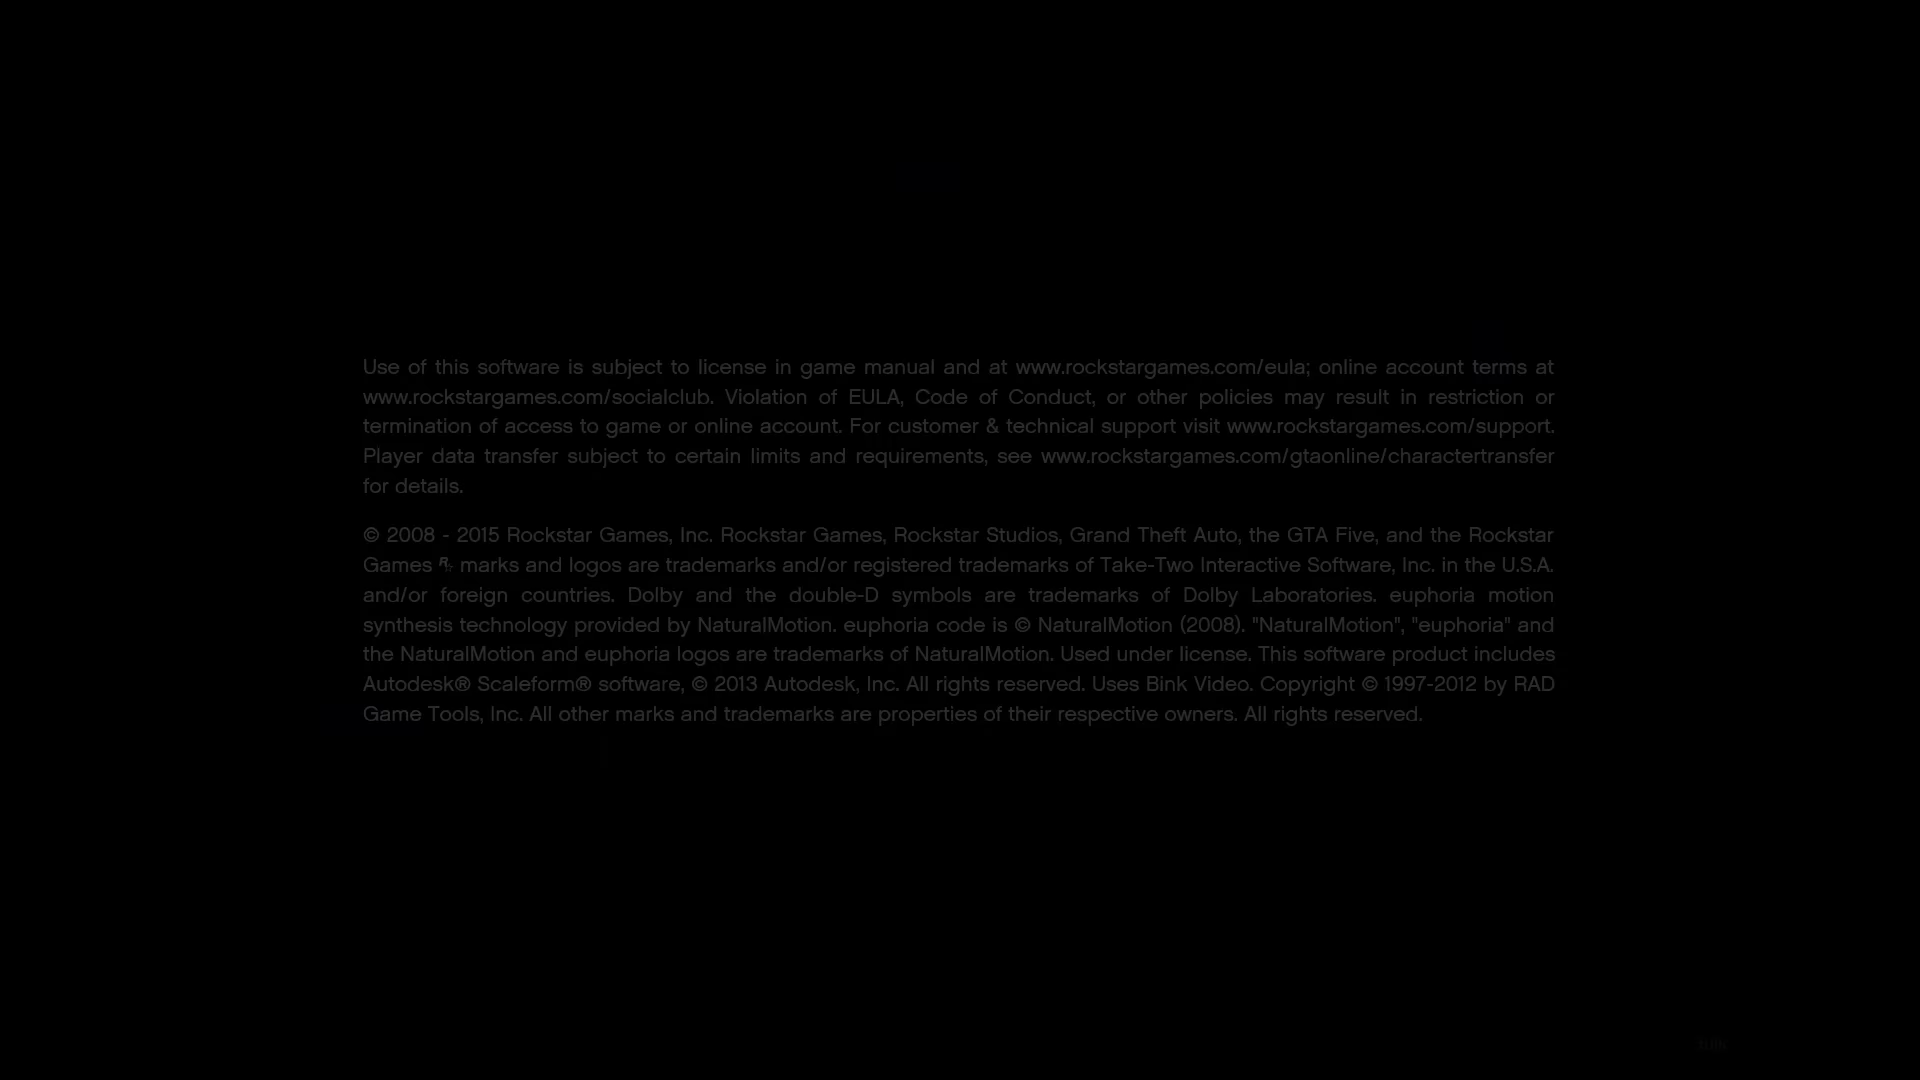 Use of this software is subject to license in game manual and at www.rockstargames.com/eula; online account terms at
www.rockstargames.com/socialclub. Violation of EULA, Code of Conduct, or other policies may result in restriction or
termination of access to game or online account. For customer & technical support visit www.rockstargames.com/support.
Player data transfer subject to certain limits and requirements, see www.rockstargames.com/gtaonline/charactertransfer
for details.
© 2008 - 2015 Rockstar Games, Inc. Rockstar Games, Rockstar Studios, Grand Theft Auto, the GTA Five, and the Rockstar
Games R* marks and logos are trademarks and/or registered trademarks of Take-Two Interactive Software, Inc. in the U.S.A.
and/or foreign countries. Dolby and the double-D symbols are trademarks of Dolby Laboratories. euphoria motion
synthesis technology provided by NaturalMotion. euphoria code is © NaturalMotion (2008). "NaturalMotion", "euphoria" and
the NaturalMotion and euphoria logos are trademarks of NaturalMotion. Used under license. This software product includes
Autodesk® Scaleform® software, © 2013 Autodesk, Inc. All rights reserved. Uses Bink Video. Copyright © 1997-2012 by RAD
Game Tools, Inc. All other marks and trademarks are properties of their respective owners. All rights reserved.